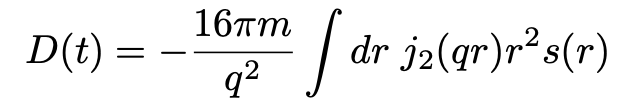 D(t) = -\frac{16\pi m}{q^2} \int dr \, j_2(qr) r^2 s(r)